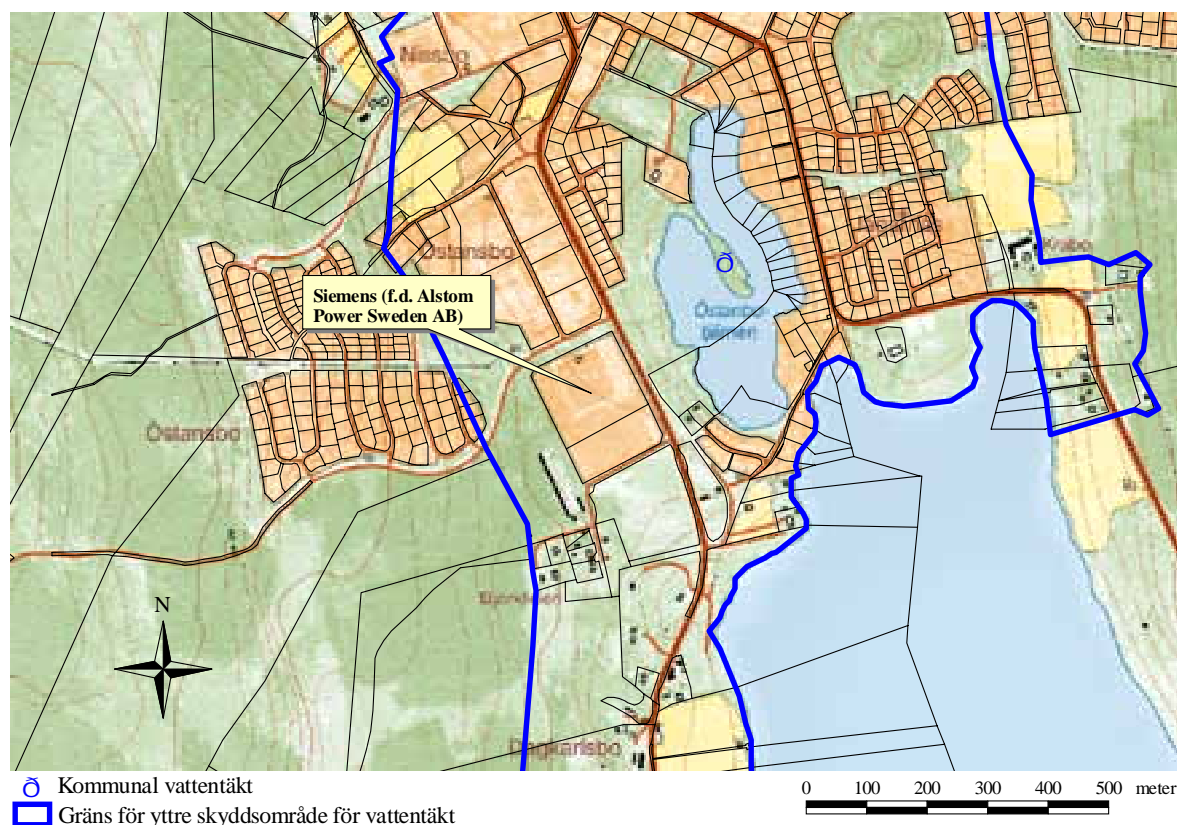 Östansbo
Siemens (f.d. Alstom
Power Sweden AB)
Östansbo
Krabo
N
ð Kommunal vattentäkt
Gräns för yttre skyddsområde för vattentäkt
0 100 200 300 400 500 meter